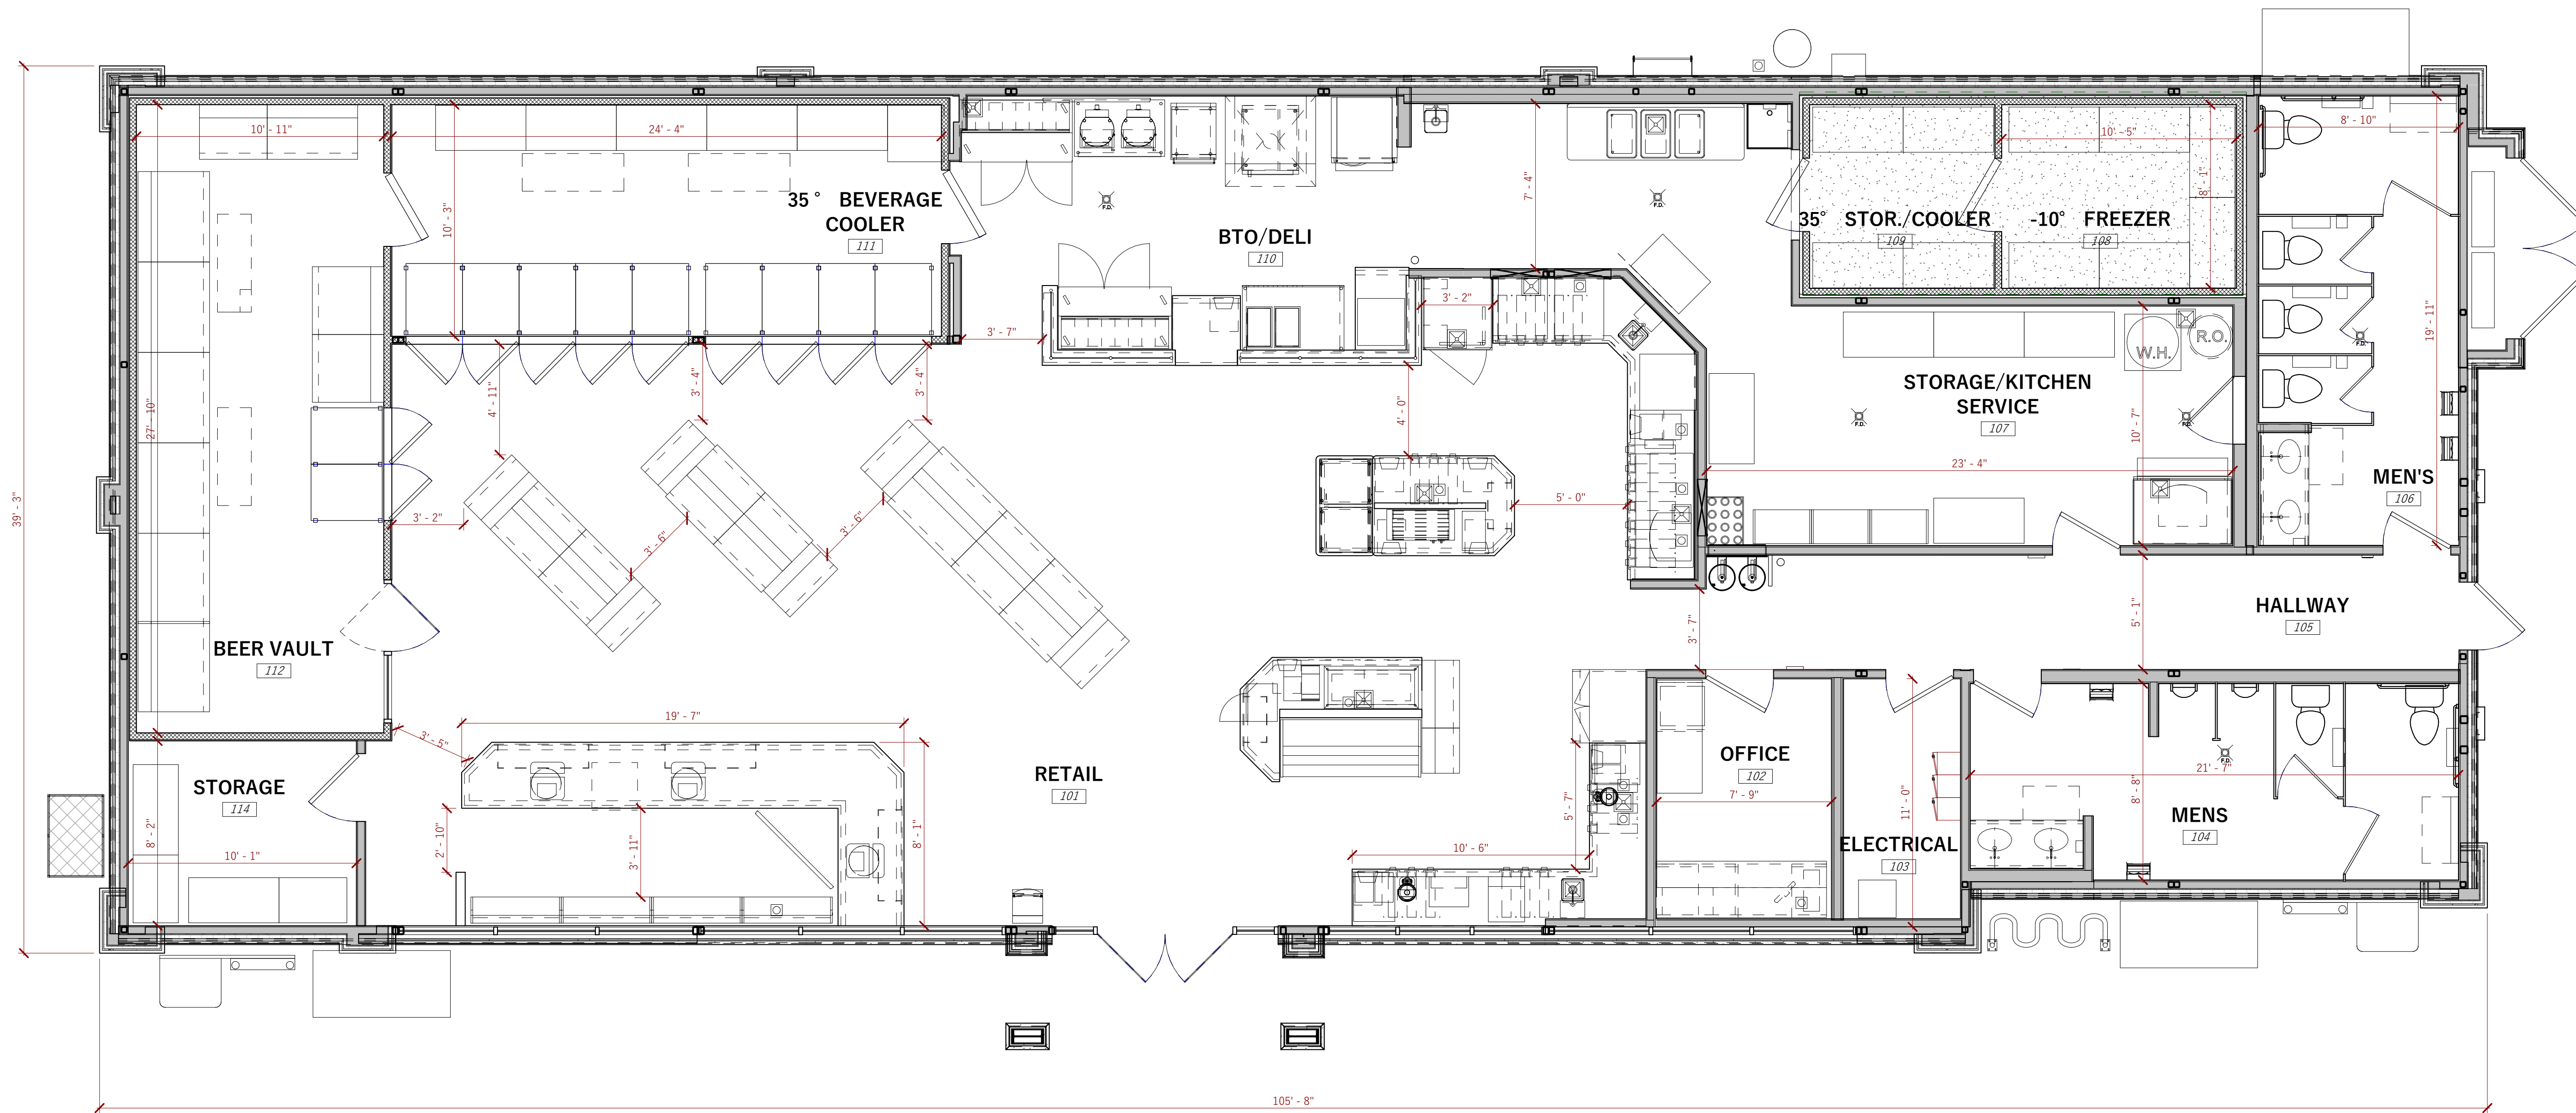 10' - 11"
24' - 4"
10' - 5"
8' - 10"
10' - 3"
35 ° BEVERAGE
COOLER
111
F.D.
F.D.
7' - 4"
8' - 1"
BTO/DELI
110
35° STOR./COOLER
109
-10° FREEZER
108
3' - 2"
3' - 7"
19' - 11"
F.D.
W.H.
R.O.
27' - 10"
4' - 11"
3' - 4"
3' - 4"
4' - 0"
STORAGE/KITCHEN
SERVICE
107
F.D.
F.D.
10' - 7"
23' - 4"
MEN'S
106
39' - 3"
3' - 2"
3' - 6"
3' - 6"
5' - 0"
HALLWAY
105
5' - 1"
3' - 7"
BEER VAULT
112
19' - 7"
3' - 5"
RETAIL
101
OFFICE
102
7' - 9"
F.D.
21' - 7"
8' - 8"
MENS
104
STORAGE
114
8' - 2"
10' - 1"
2' - 10"
3' - 11"
8' - 1"
5' - 7"
10' - 6"
11' - 0"
ELECTRICAL
103
105' - 8"